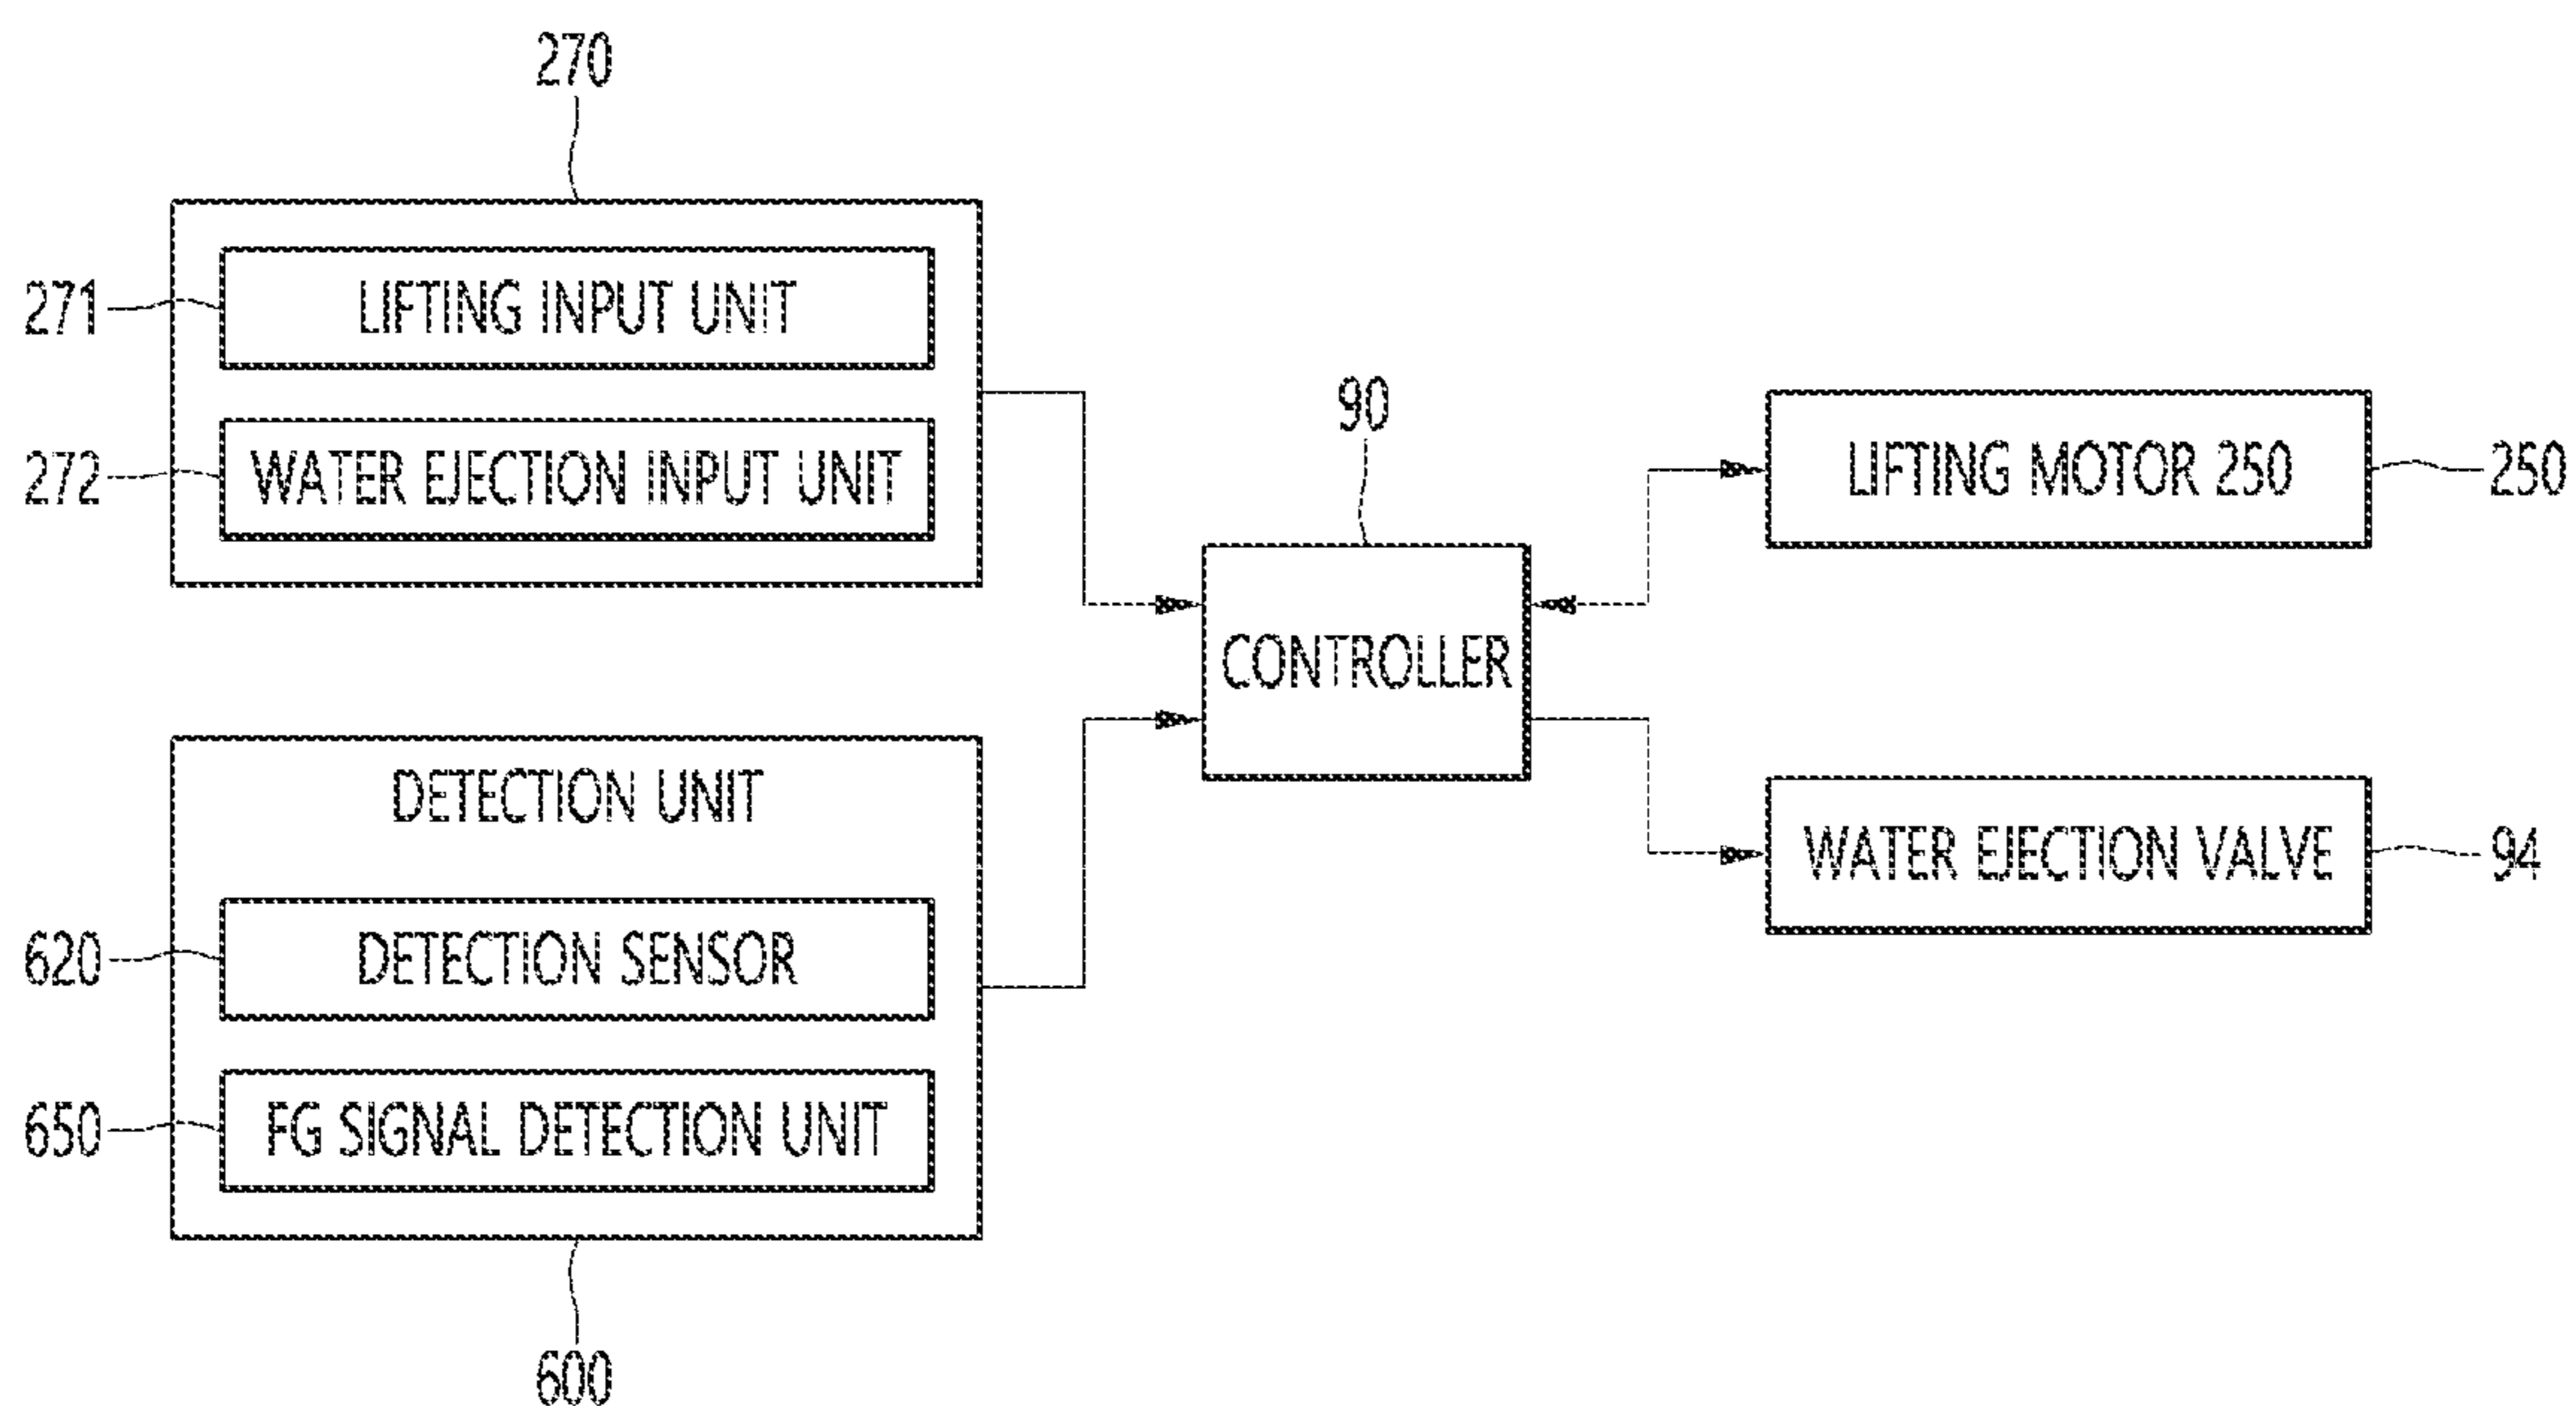 270
271
LIFTING INPUT UNIT
272
WATER EJECTION INPUT UNIT
90
CONTROLLER
LIFTING MOTOR 250
250
WATER EJECTION VALVE
94
DETECTION UNIT
620
DETECTION SENSOR
650
FG SIGNAL DETECTION UNIT
600